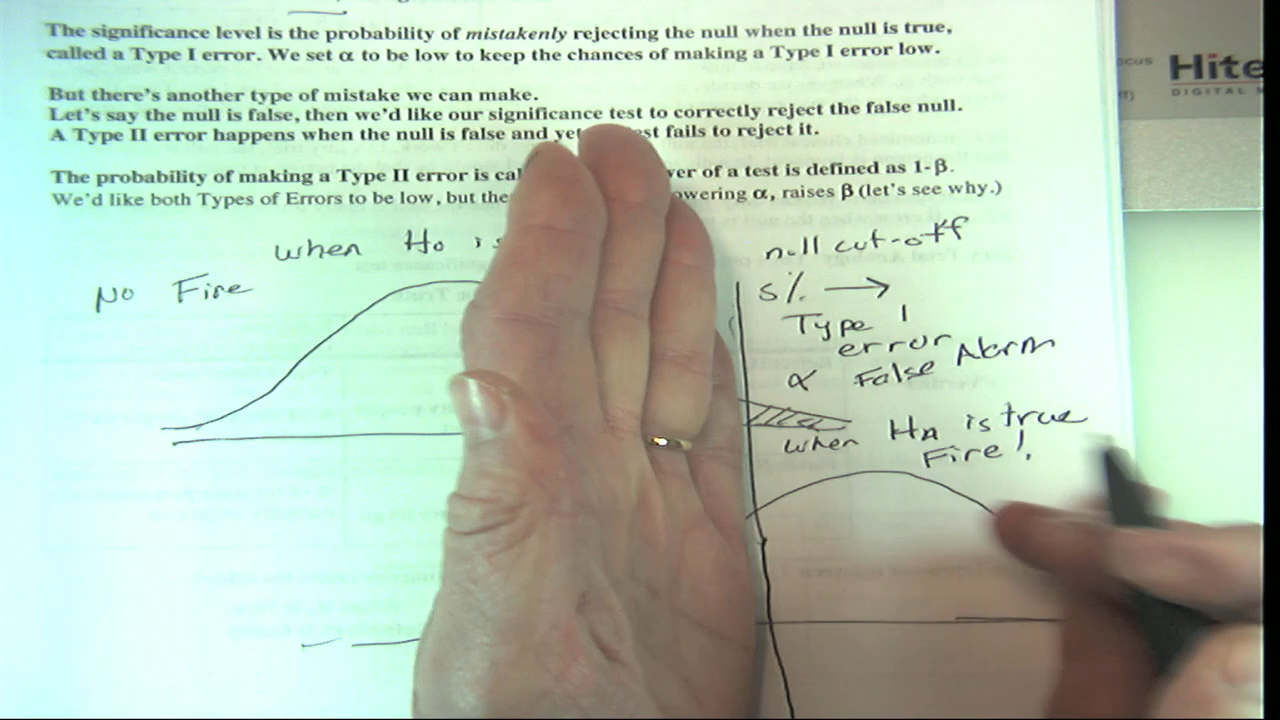 The significance level is the probability of mistakenly rejecting the null when the null is true,
called a Type I error. We set α to be low to keep the chances of making a Type I error low.
But there's another type of mistake we can make.
Let's say the null is false, then we'd like our significance test to correctly reject the false null.
A Type II error happens when the null is false and yet st fails to reject it.
The probability of making a Type II error is cal ver of a test is defined as 1-β.
We'd like both Types of Errors to be low, but the owering α, raises β (let's see why.)
when Ho is
null cut-off
No Fire
5% →
Type 1
error
α False Alarm
when HA is true
Fire!
Hite
DIGITAL